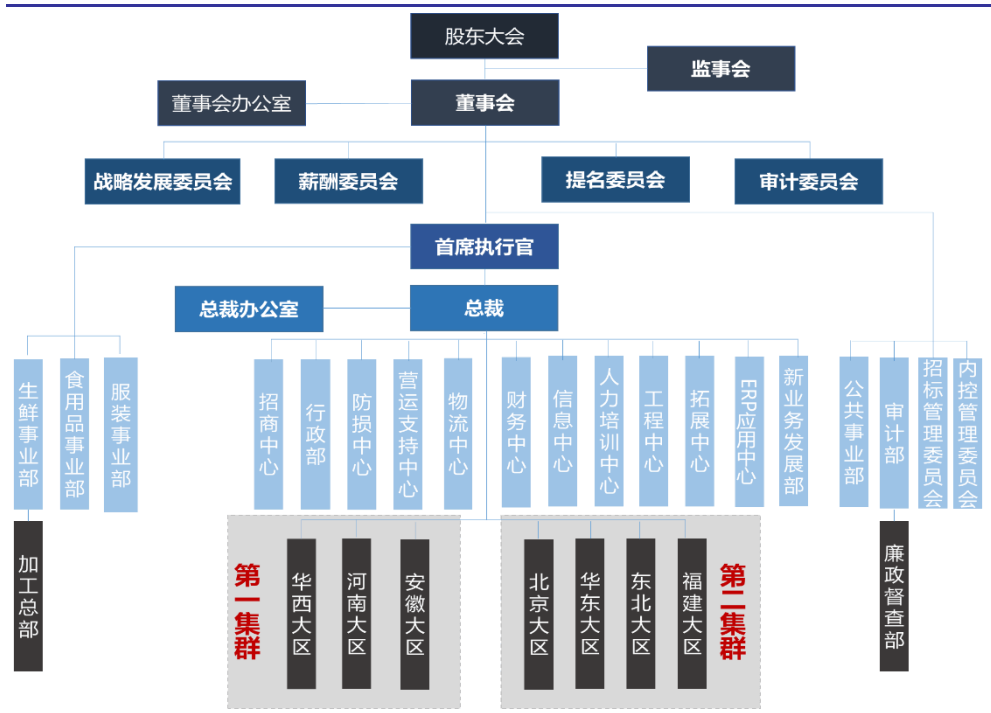 股东大会
监事会
董事会办公室
董事会
战略发展委员会
薪酬委员会
提名委员会
审计委员会
首席执行官
总裁办公室
总裁
生鲜事业部
食用品事业部
服装事业部
招商中心
行政部
防损中心
营运支持中心
物流中心
财务中心
信息中心
人力培训中心
工程中心
拓展中心
ERP应用中心
新业务发展部
公共事业部
审计部
招标管理委员会
内控管理委员会
加工总部
第一集群
华西大区
河南大区
安徽大区
北京大区
华东大区
东北大区
福建大区
第二集群
廉政督查部